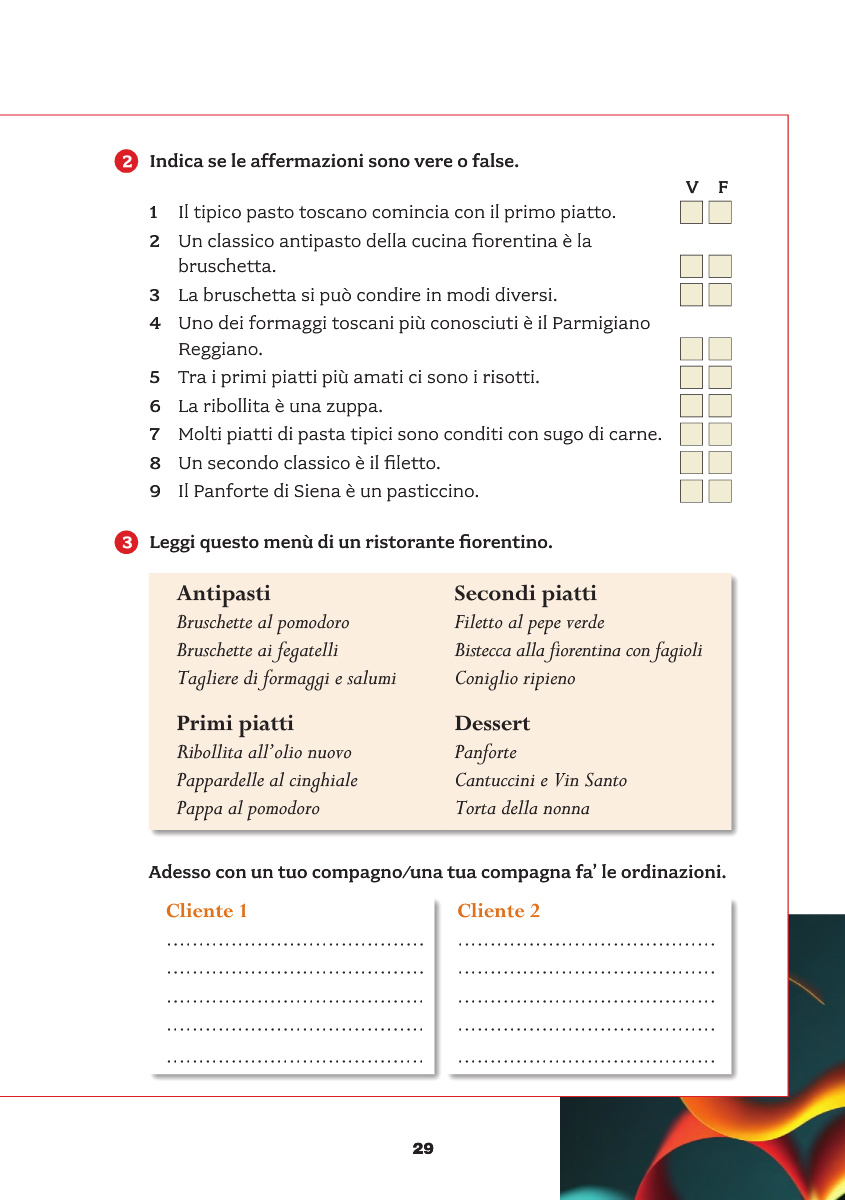 2 Indica se le affermazioni sono vere o false.
V F
1 Il tipico pasto toscano comincia con il primo piatto.
2 Un classico antipasto della cucina fiorentina è la
bruschetta.
3 La bruschetta si può condire in modi diversi.
4 Uno dei formaggi toscani più conosciuti è il Parmigiano
Reggiano.
5 Tra i primi piatti più amati ci sono i risotti.
6 La ribollita è una zuppa.
7 Molti piatti di pasta tipici sono conditi con sugo di carne.
8 Un secondo classico è il filetto.
9 Il Panforte di Siena è un pasticcino.
3 Leggi questo menù di un ristorante fiorentino.
Antipasti
Bruschette al pomodoro
Bruschette ai fegatelli
Tagliere di formaggi e salumi
Primi piatti
Ribollita all'olio nuovo
Pappardelle al cinghiale
Pappa al pomodoro
Secondi piatti
Filetto al pepe verde
Bistecca alla fiorentina con fagioli
Coniglio ripieno
Dessert
Panforte
Cantuccini e Vin Santo
Torta della nonna
Adesso con un tuo compagno/una tua compagna fa' le ordinazioni.
Cliente 1
Cliente 2
29